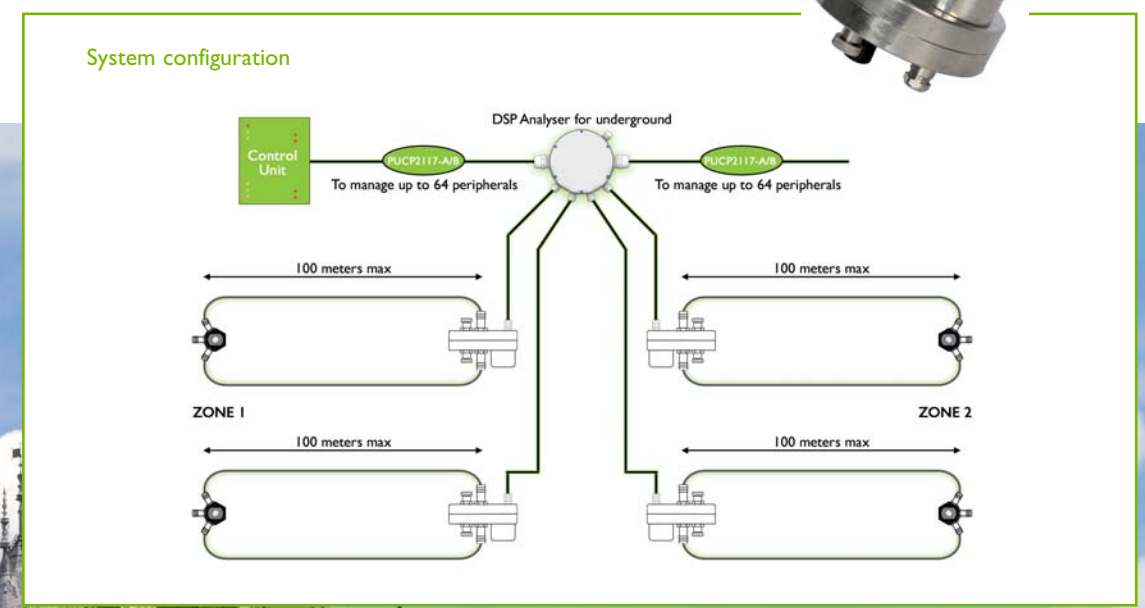 System configuration
DSP Analyser for underground
Control
Unit
PUCP2117-A/B
PUCP2117-A/B
To manage up to 64 peripherals
To manage up to 64 peripherals
100 meters max
100 meters max
ZONE 1
ZONE 2
100 meters max
100 meters max